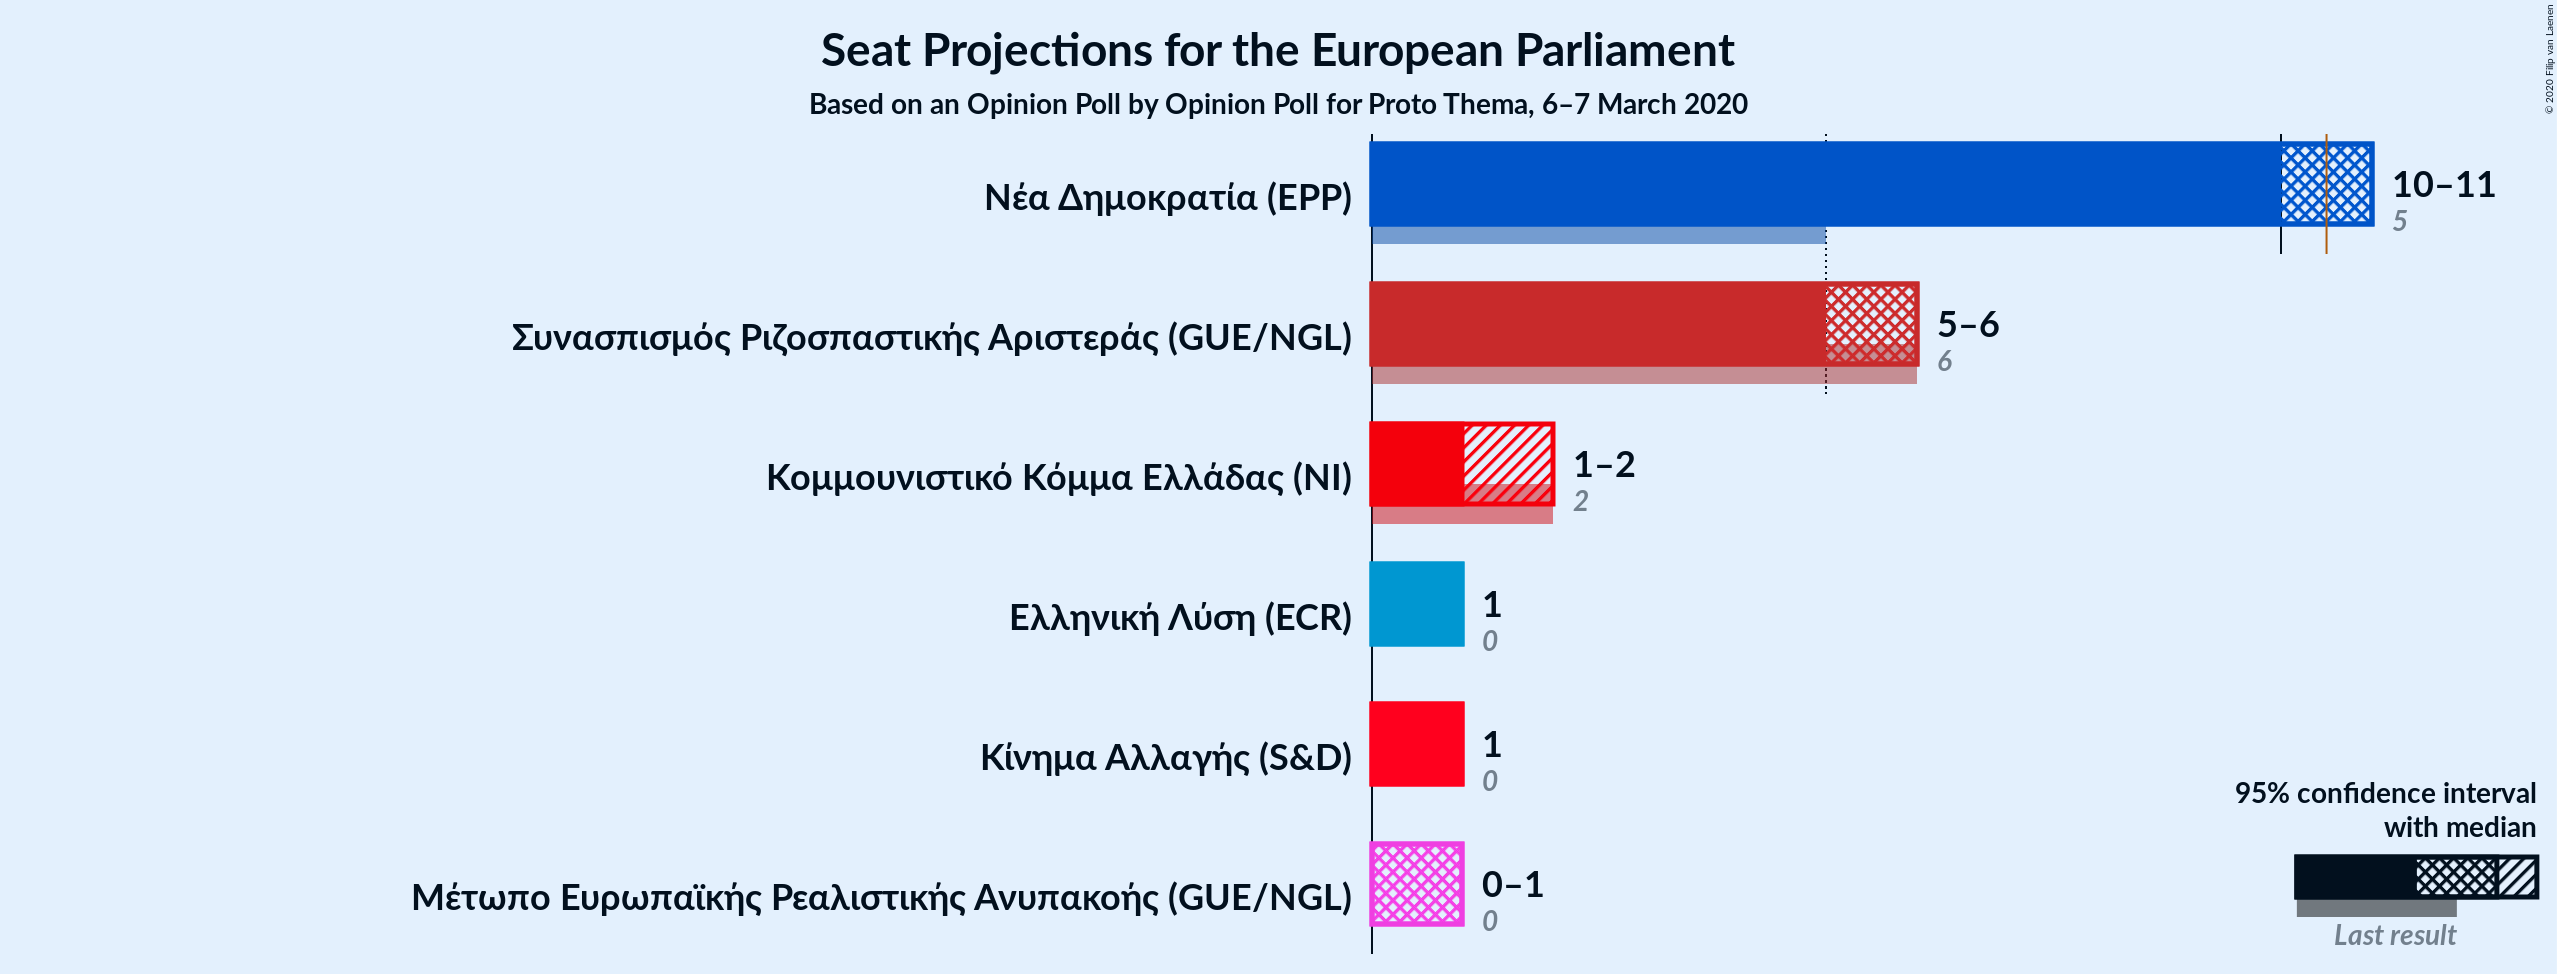 Seat Projections for the European Parliament
Based on an Opinion Poll by Opinion Poll for Proto Thema, 6–7 March 2020
© 2020 Filip van Laenen
Νέα Δημοκρατία (EPP)
10–11
5
Συνασπισμός Ριζοσπαστικής Αριστεράς (GUE/NGL)
5–6
6
Κομμουνιστικό Κόμμα Ελλάδας (NI)
1–2
2
Ελληνική Λύση (ECR)
1
0
Κίνημα Αλλαγής (S&D)
1
0
Μέτωπο Ευρωπαϊκής Ρεαλιστικής Ανυπακοής (GUE/NGL)
0–1
0
95% confidence interval
with median
Last result